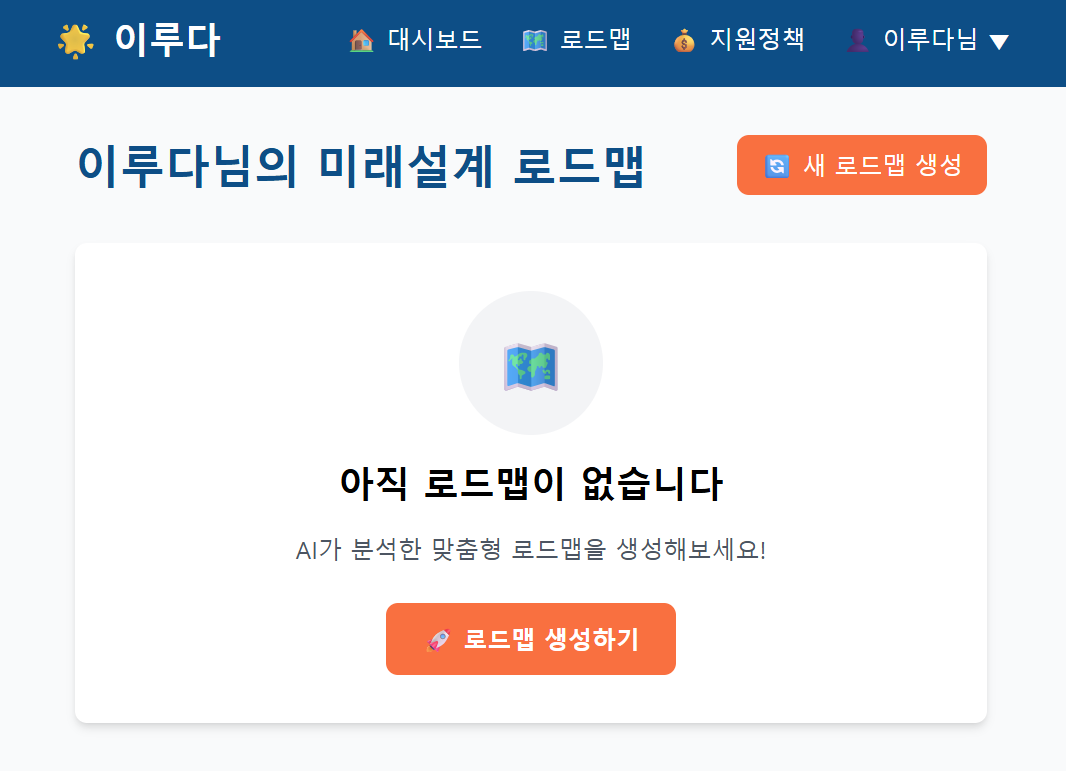 이루다
대시보드
로드맵
지원정책
이루다님 ▼
이루다님의 미래설계 로드맵
새 로드맵 생성
아직 로드맵이 없습니다
AI가 분석한 맞춤형 로드맵을 생성해보세요!
로드맵 생성하기